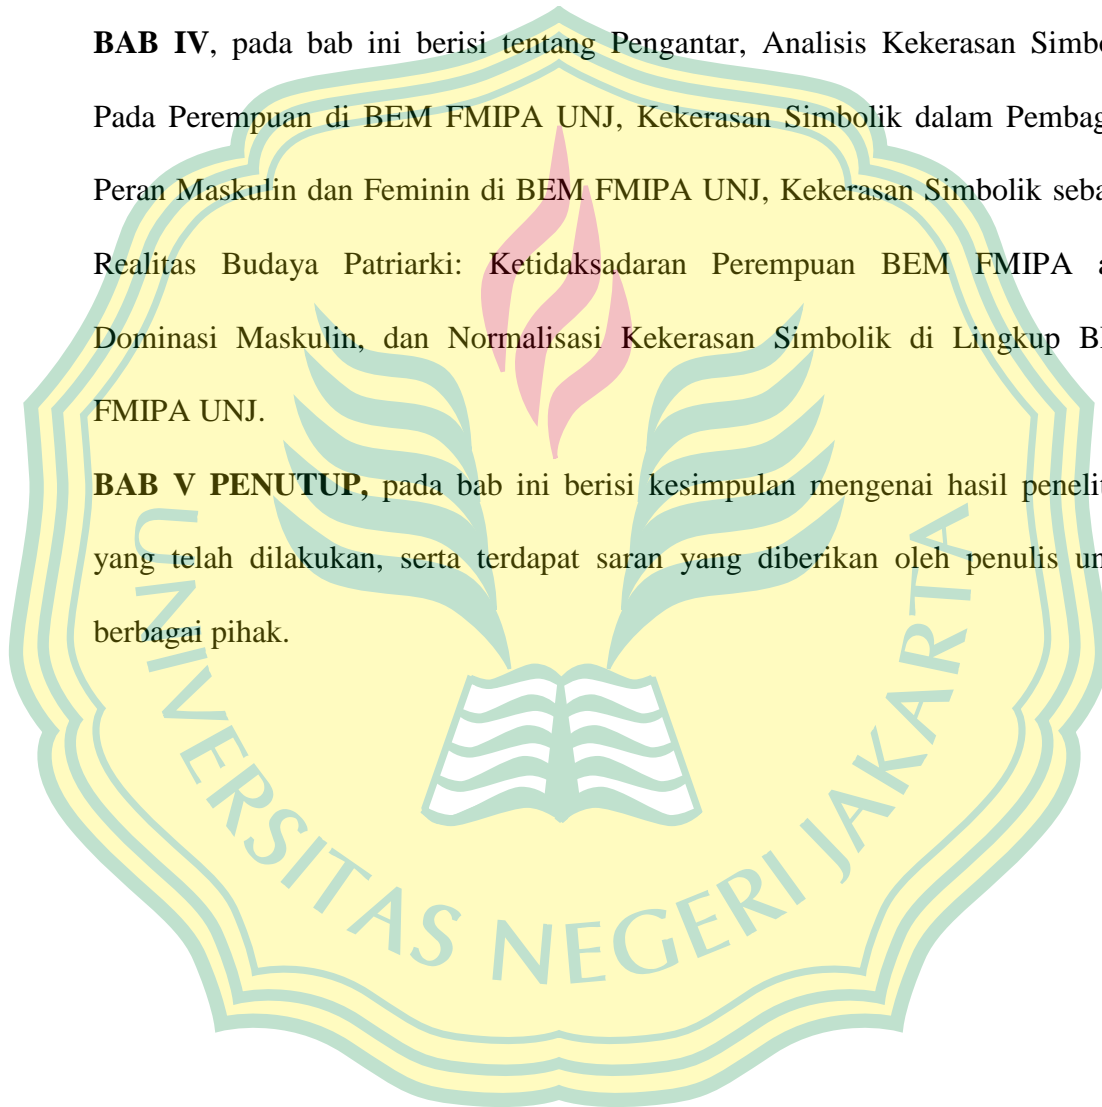 BAB IV, pada bab ini berisi tentang Pengantar, Analisis Kekerasan Simbo
Pada Perempuan di BEM FMIPA UNJ, Kekerasan Simbolik dalam Pembag
Peran Maskulin dan Feminin di BEM FMIPA UNJ, Kekerasan Simbolik seba
Realitas Budaya Patriarki: Ketidaksadaran Perempuan BEM FMIPA a
Dominasi Maskulin, dan Normalisasi Kekerasan Simbolik di Lingkup B
FMIPA UNJ.
BAB V PENUTUP, pada bab ini berisi kesimpulan mengenai hasil penelit
yang telah dilakukan, serta terdapat saran yang diberikan oleh penulis un
berbagai pihak.
UNIVERSITAS NEGERI JAKARTA